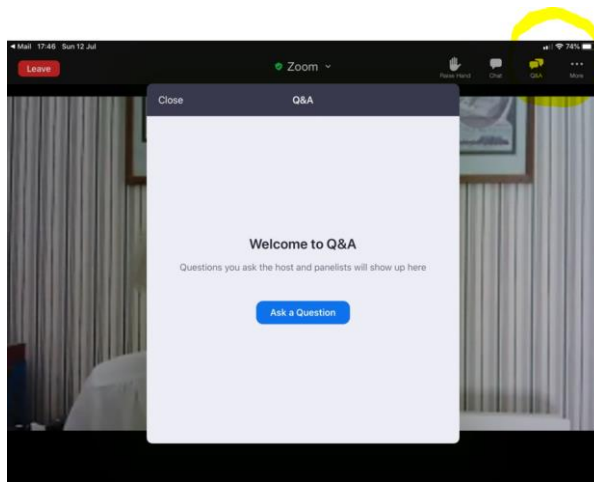 Mail 17:46 Sun 12 Jul 74%
Leave Zoom Raise Hand Chat Q&A More
Close Q&A
Welcome to Q&A
Questions you ask the host and panelists will show up here
Ask a Question